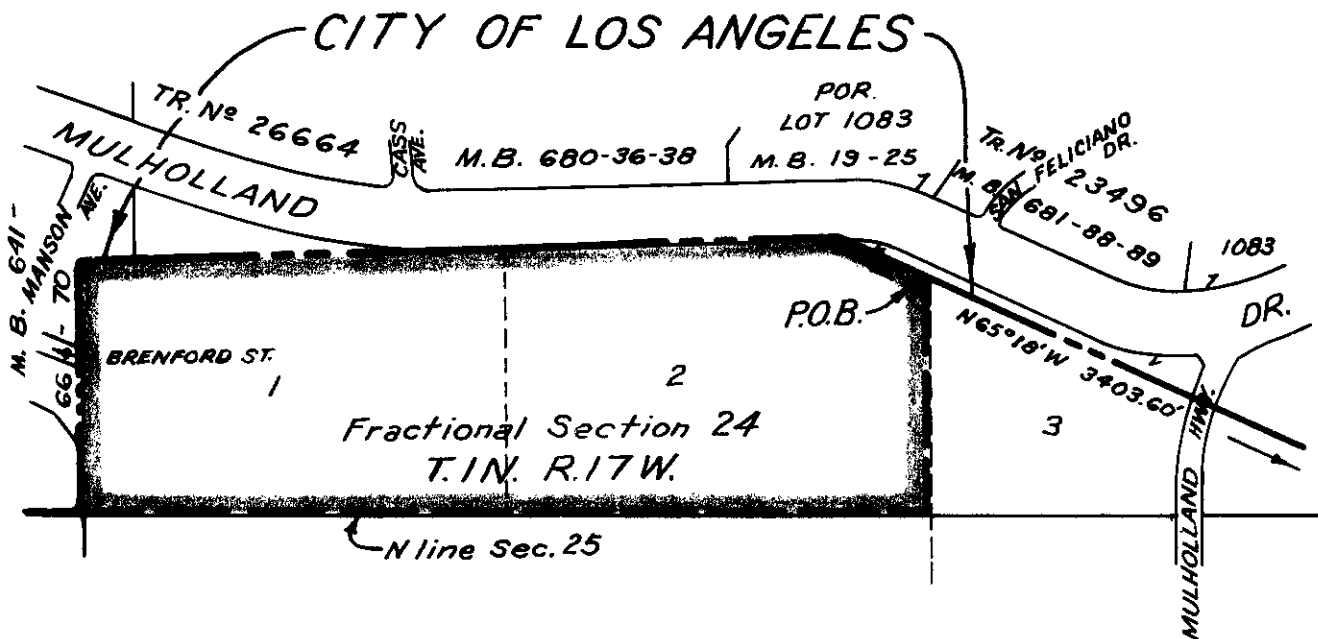 CITY OF LOS ANGELES
TR. Nº 26664
CASS
AVE.
M.B. 680-36-38
POR.
LOT 1083
M.B. 19-25
TR. Nº 23496
M.B. 681-88-89
SAN FELICIANO
DR.
1083
MULHOLLAND
DR.
M. B. 641-
66
TO
MANSON
AVE.
BRENFORD ST.
1
2
3
P.O.B.
N65°18'W 3403.60'
Fractional Section 24
T.1N. R.17W.
N line Sec. 25
MULHOLLAND HWY.